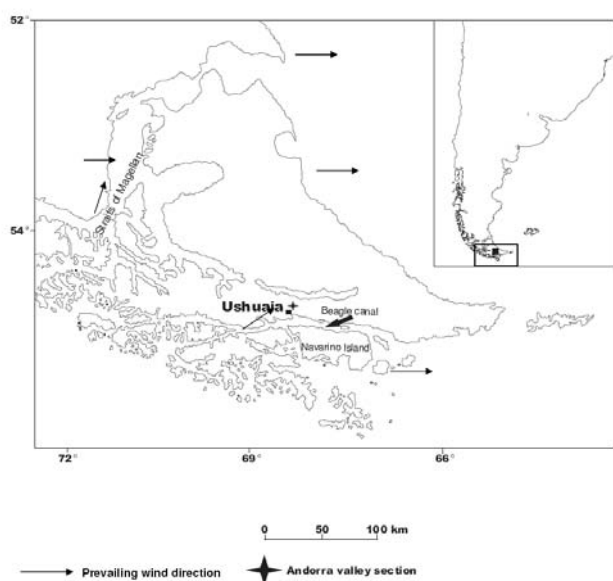 52°
Straits of Magellan
54°
Ushuaia
Beagle canal
Navarino Island
72°
69°
66°
0 50 100 km
Prevailing wind direction
Andorra valley section